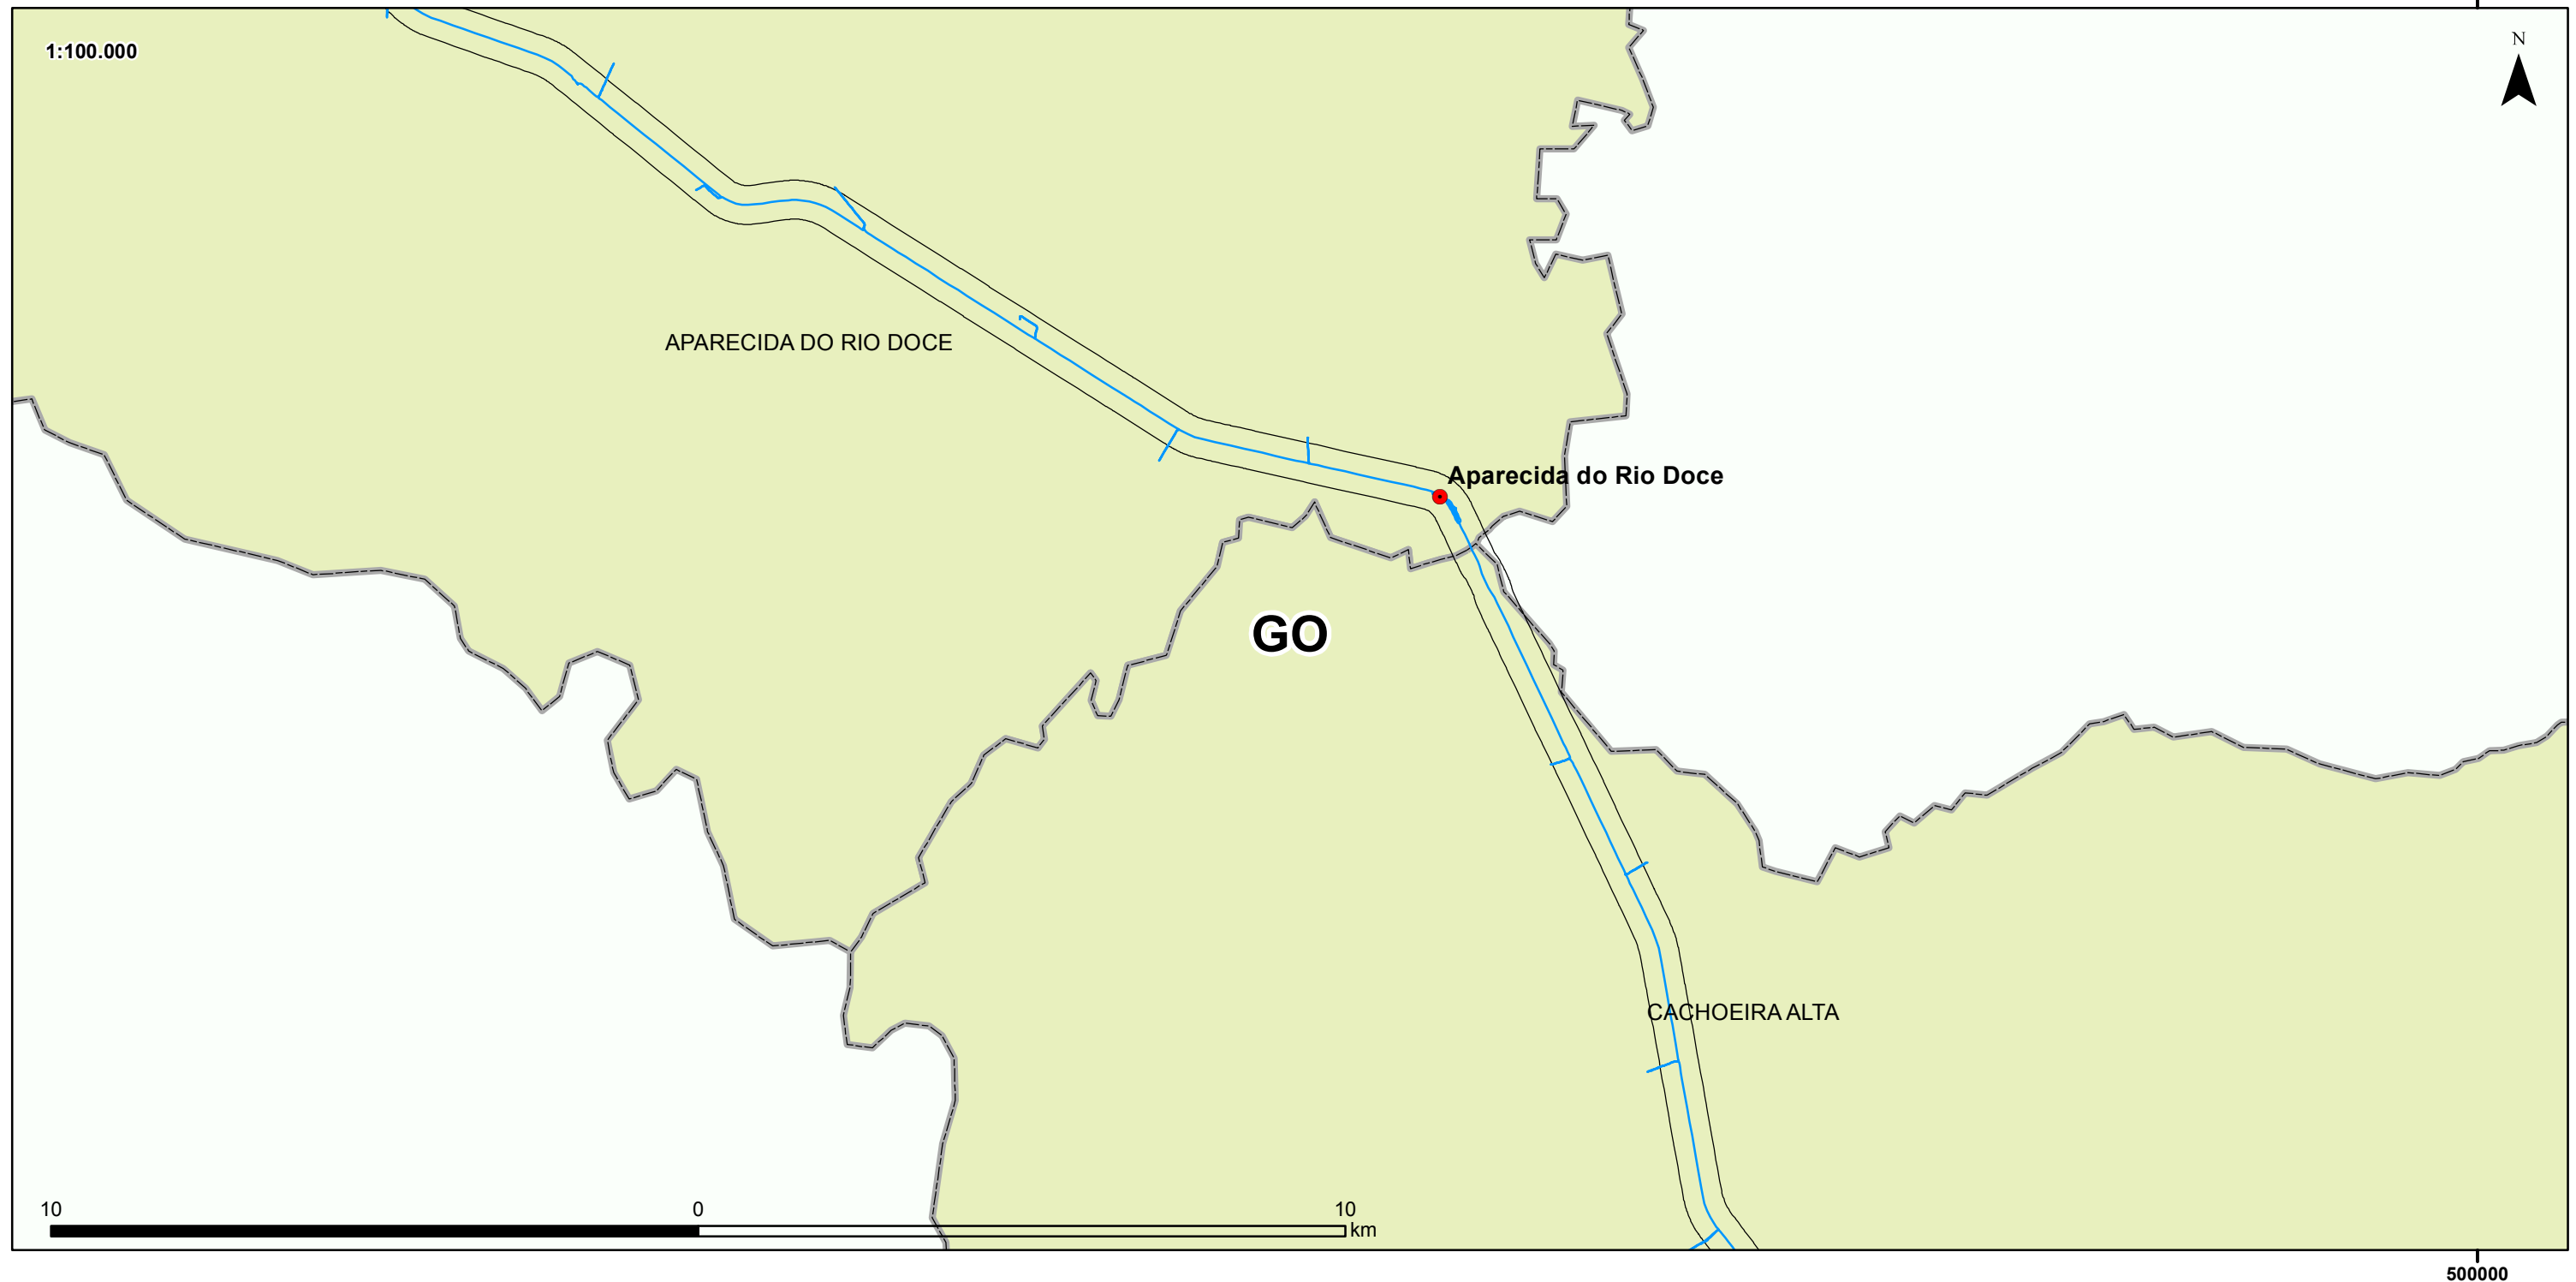 1:100.000
N
APARECIDA DO RIO DOCE
Aparecida do Rio Doce
GO
CACHOEIRA ALTA
10 0 10
km
500000